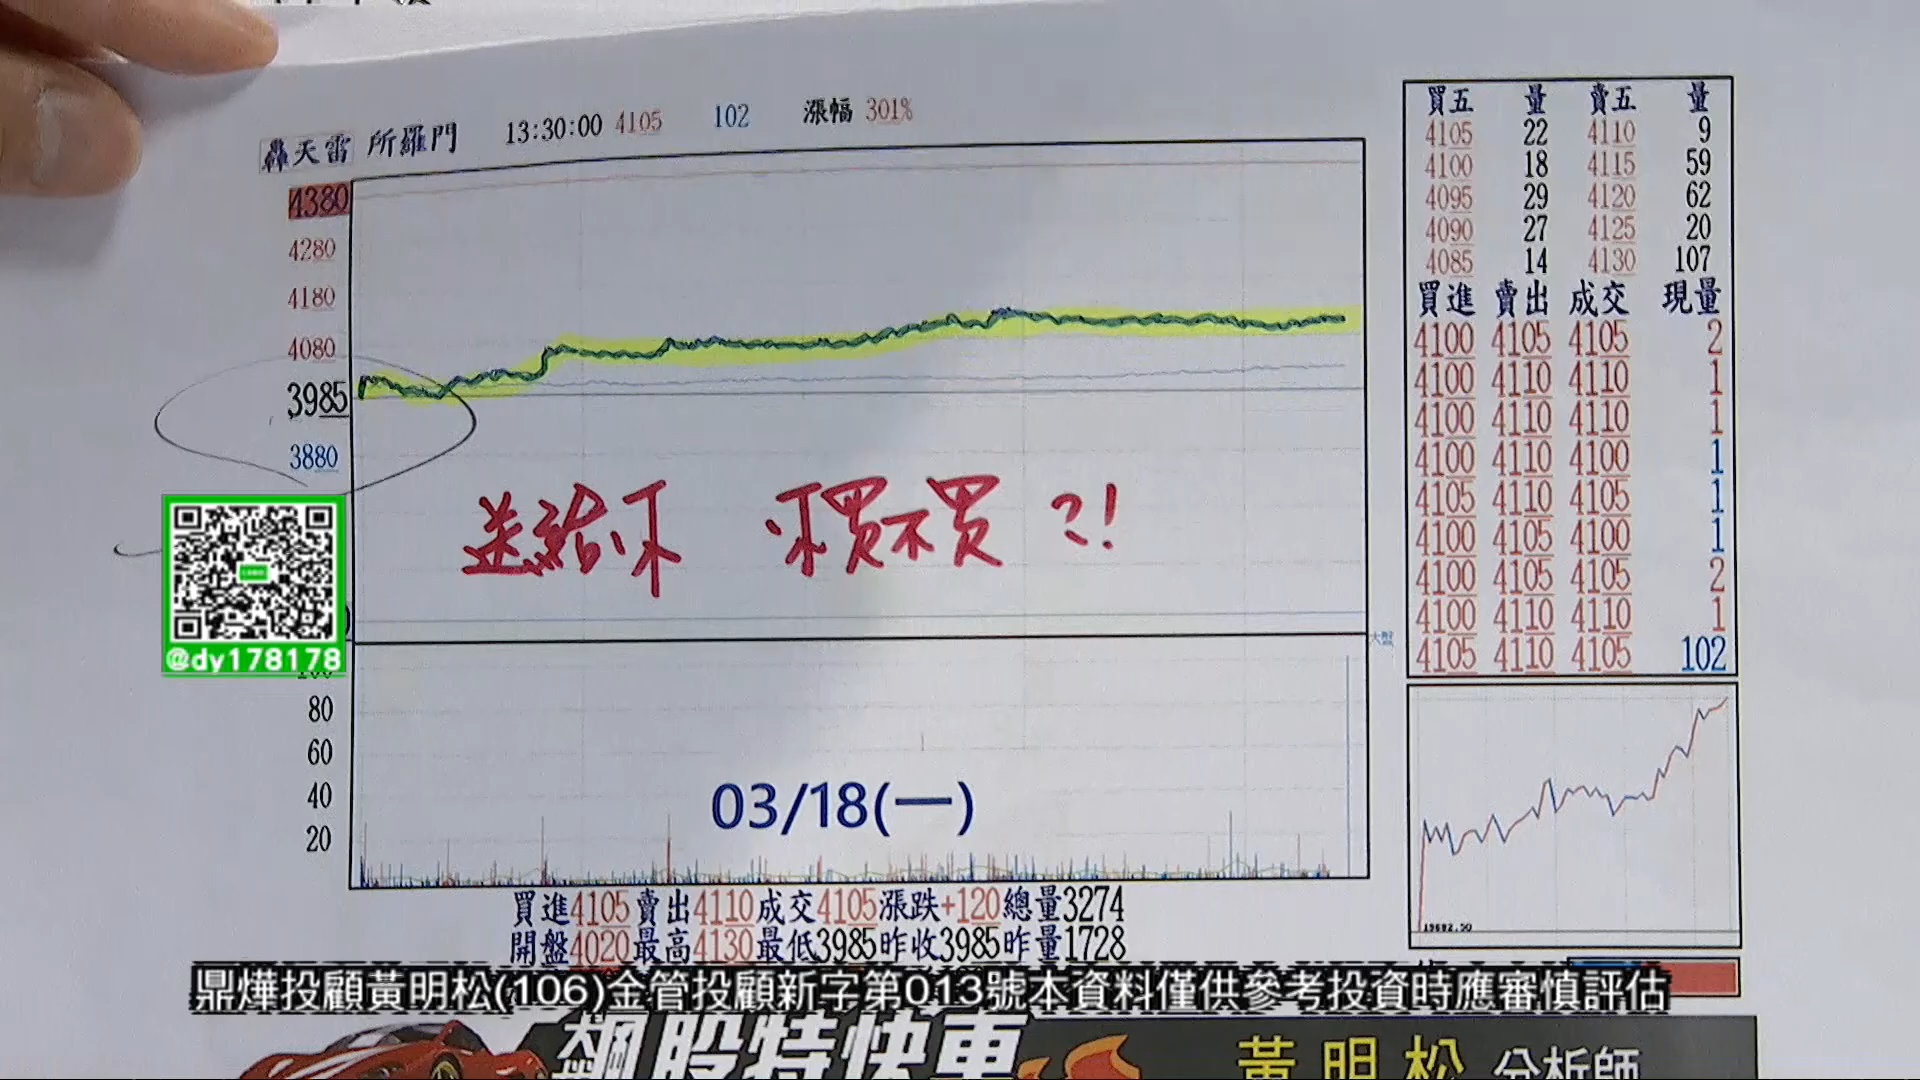 轟天雷 所羅門 13:30:00 4105 102 漲幅 301%
4380
4280
4180
4080
3985
3880
送給你 你買不買?!
@dy178178
100
80
60
40
20
03/18(一)
大盤
買五 量 賣五 量
4105 22 4110 9
4100 18 4115 59
4095 29 4120 62
4090 27 4125 20
4085 14 4130 107
買進 賣出 成交 現量
4100 4105 4105 2
4100 4110 4110 1
4100 4110 4110 1
4100 4110 4100 1
4105 4110 4105 1
4100 4105 4100 1
4100 4105 4105 2
4100 4110 4110 1
4105 4110 4105 102
19682.50
買進4105賣出4110成交4105漲跌+120總量3274
開盤4020最高4130最低3985昨收3985昨量1728
鼎燁投顧黃明松(106)金管投顧新字第013號本資料僅供參考投資時應審慎評估
飆股特快車
黃明松 分析師